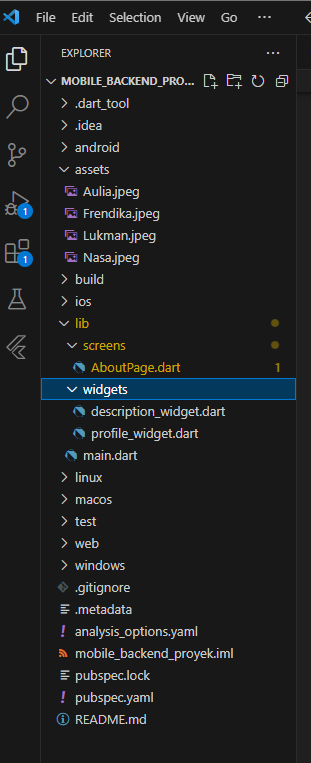 File Edit Selection View Go ...
EXPLORER ...
MOBILE_BACKEND_PRO...
.dart_tool
.idea
android
assets
Aulia.jpeg
Frendika.jpeg
Lukman.jpeg
Nasa.jpeg
build
ios
lib
screens
AboutPage.dart 1
1
widgets
1
description_widget.dart
profile_widget.dart
main.dart
linux
macos
test
web
windows
.gitignore
.metadata
analysis_options.yaml
mobile_backend_proyek.iml
pubspec.lock
pubspec.yaml
README.md